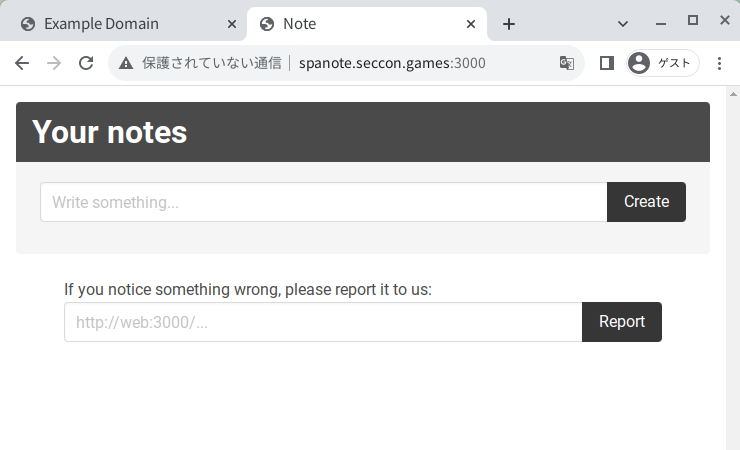 Example Domain
Note
保護されていない通信
spanote.seccon.games:3000
ゲスト
Your notes
Write something...
Create
If you notice something wrong, please report it to us:
http://web:3000/...
Report